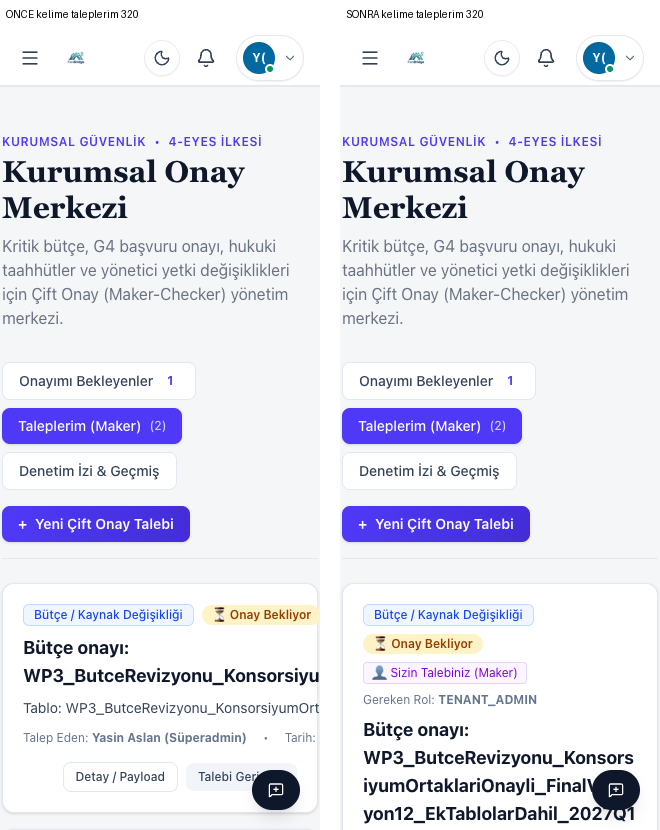 ONCE kelime taleplerim 320
Y(
KURUMSAL GÜVENLİK • 4-EYES İLKESİ
Kurumsal Onay
Merkezi
Kritik bütçe, G4 başvuru onayı, hukuki
taahhütler ve yönetici yetki değişiklikleri
için Çift Onay (Maker-Checker) yönetim
merkezi.
Onayımı Bekleyenler 1
Taleplerim (Maker) (2)
Denetim İzi & Geçmiş
+ Yeni Çift Onay Talebi
Bütçe / Kaynak Değişikliği ⏳ Onay Bekliyor
Bütçe onayı:
WP3_ButceRevizyonu_Konsorsiyu
Tablo: WP3_ButceRevizyonu_KonsorsiyumOrt
Talep Eden: Yasin Aslan (Süperadmin) • Tarih:
Detay / Payload
Talebi Geri
SONRA kelime taleplerim 320
Y(
KURUMSAL GÜVENLİK • 4-EYES İLKESİ
Kurumsal Onay
Merkezi
Kritik bütçe, G4 başvuru onayı, hukuki
taahhütler ve yönetici yetki değişiklikleri
için Çift Onay (Maker-Checker) yönetim
merkezi.
Onayımı Bekleyenler 1
Taleplerim (Maker) (2)
Denetim İzi & Geçmiş
+ Yeni Çift Onay Talebi
Bütçe / Kaynak Değişikliği
⏳ Onay Bekliyor
👤 Sizin Talebiniz (Maker)
Gereken Rol: TENANT_ADMIN
Bütçe onayı:
WP3_ButceRevizyonu_Konsors
iyumOrtaklariOnayli_FinalV
yon12_EkTablolarDahil_2027Q1